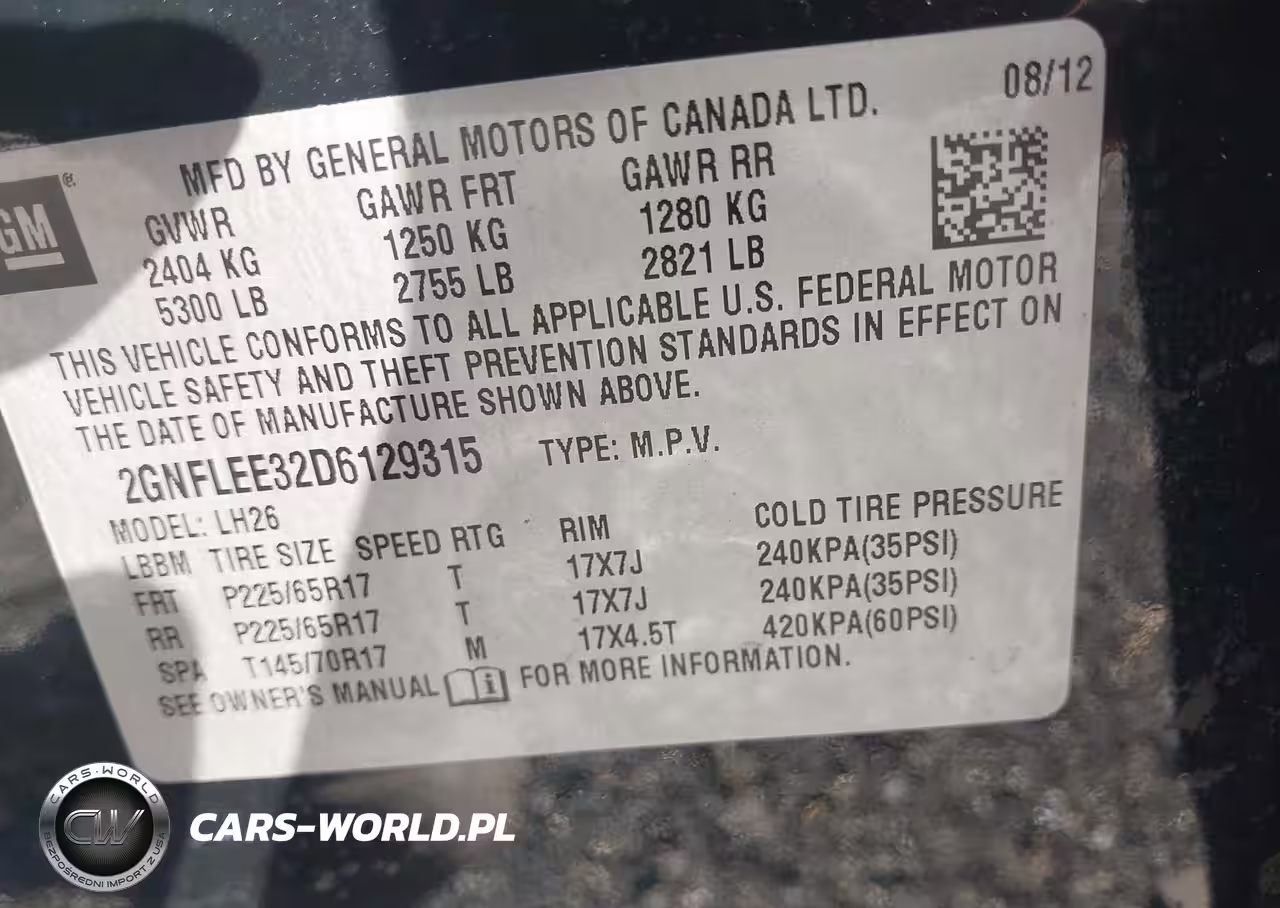 08/12
MFD BY GENERAL MOTORS OF CANADA LTD.
GM®
GVWR GAWR FRT GAWR RR
2404 KG 1250 KG 1280 KG
5300 LB 2755 LB 2821 LB
THIS VEHICLE CONFORMS TO ALL APPLICABLE U.S. FEDERAL MOTOR
VEHICLE SAFETY AND THEFT PREVENTION STANDARDS IN EFFECT ON
THE DATE OF MANUFACTURE SHOWN ABOVE.
2GNFLEE32D6129315 TYPE: M.P.V.
MODEL: LH26
LBBM TIRE SIZE SPEED RTG RIM COLD TIRE PRESSURE
FRT P225/65R17 T 17X7J 240KPA(35PSI)
RR P225/65R17 T 17X7J 240KPA(35PSI)
SPA T145/70R17 M 17X4.5T 420KPA(60PSI)
SEE OWNER'S MANUAL FOR MORE INFORMATION.
CARS-WORLD
CW
BEZPOŚREDNI IMPORT Z USA
CARS-WORLD.PL